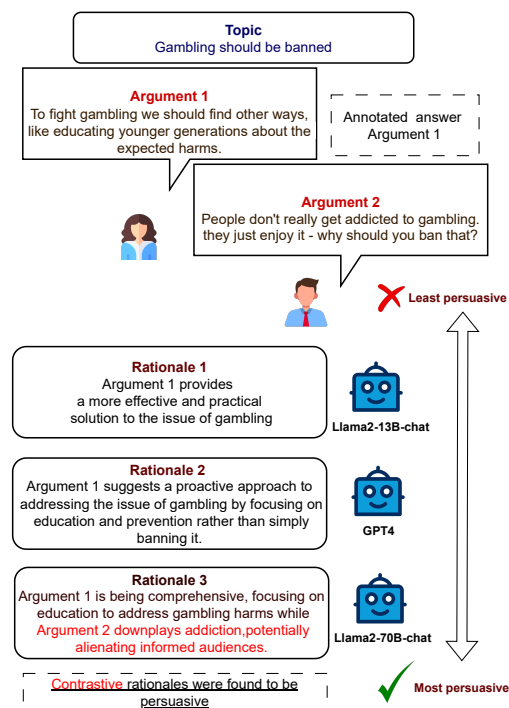 Topic
Gambling should be banned
Argument 1
To fight gambling we should find other ways,
like educating younger generations about the
expected harms.
Annotated answer
Argument 1
Argument 2
People don't really get addicted to gambling.
they just enjoy it - why should you ban that?
Least persuasive
Rationale 1
Argument 1 provides
a more effective and practical
solution to the issue of gambling
Llama2-13B-chat
Rationale 2
Argument 1 suggests a proactive approach to
addressing the issue of gambling by focusing on
education and prevention rather than simply
banning it.
GPT4
Rationale 3
Argument 1 is being comprehensive, focusing on
education to address gambling harms while
Argument 2 downplays addiction,potentially
alienating informed audiences.
Llama2-70B-chat
Contrastive rationales were found to be
persuasive
Most persuasive